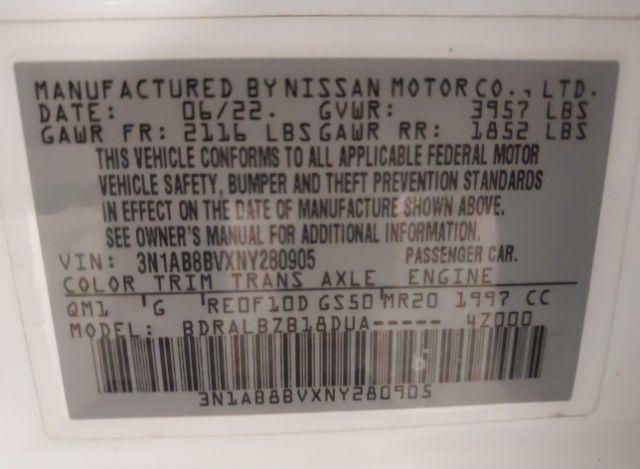 MANUFACTURED BY NISSAN MOTOR CO., LTD.
DATE: 06/22. GVWR: 3957 LBS
GAWR FR: 2116 LBS GAWR RR: 1852 LBS
THIS VEHICLE CONFORMS TO ALL APPLICABLE FEDERAL MOTOR
VEHICLE SAFETY, BUMPER AND THEFT PREVENTION STANDARDS
IN EFFECT ON THE DATE OF MANUFACTURE SHOWN ABOVE.
SEE OWNER'S MANUAL FOR ADDITIONAL INFORMATION.
VIN: 3N1AB8BVXNY280905 PASSENGER CAR.
COLOR TRIM TRANS AXLE ENGINE
QM1 G RE0F10D GS50 MR20 1997 CC
MODEL: BDRALBZB18DUA----- 4Z000
3N1AB8BVXNY280905